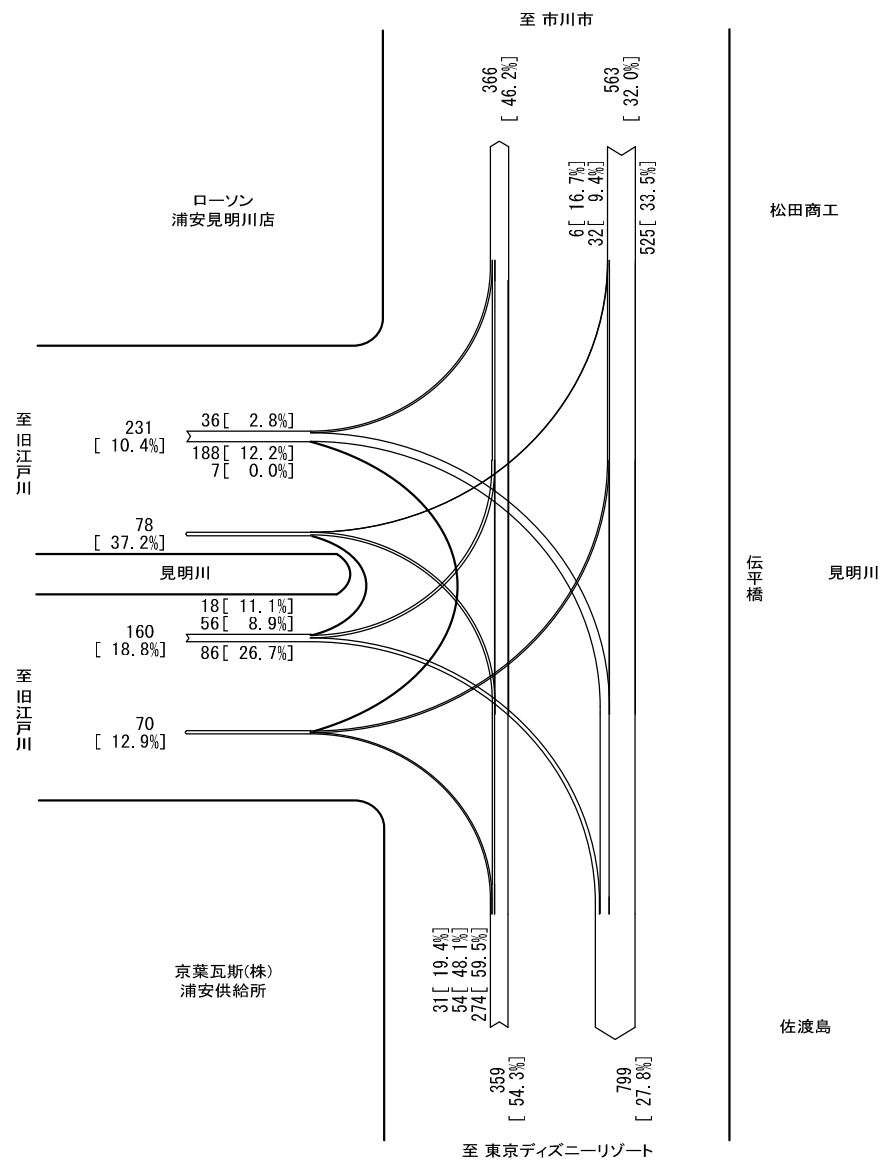 至 市川市
366
[ 46.2%]
563
[ 32.0%]
6[ 16.7%]
32[ 9.4%]
525[ 33.5%]
ローソン
浦安見明川店
松田商工
至 旧江戸川
231
[ 10.4%]
36[ 2.8%]
188[ 12.2%]
7[ 0.0%]
78
[ 37.2%]
見明川
伝平橋
見明川
18[ 11.1%]
56[ 8.9%]
86[ 26.7%]
160
[ 18.8%]
至 旧江戸川
70
[ 12.9%]
31[ 19.4%]
54[ 48.1%]
274[ 59.5%]
京葉瓦斯(株)
浦安供給所
佐渡島
359
[ 54.3%]
799
[ 27.8%]
至 東京ディズニーリゾート